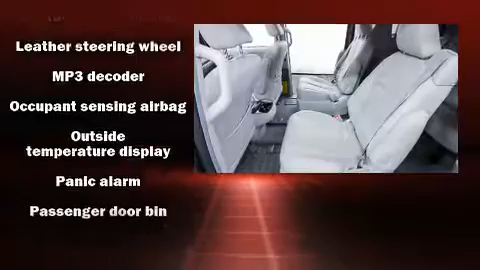 Leather steering wheel
MP3 decoder
Occupant sensing airbag
Outside
temperature display
Panic alarm
Passenger door bin